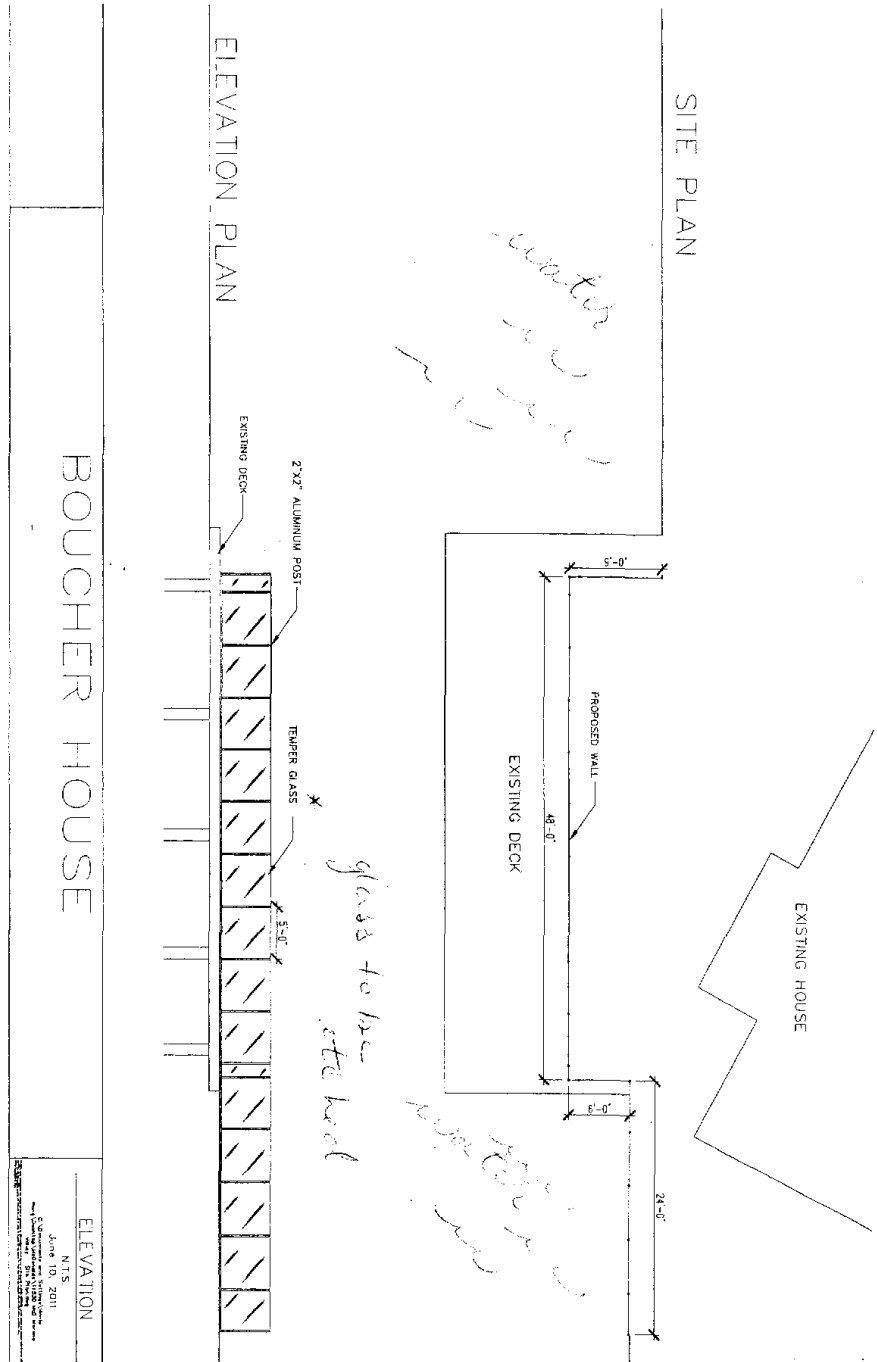 SITE PLAN
EXISTING HOUSE
5'-0"
PROPOSED WALL
48'-0"
EXISTING DECK
6'-0"
24'-0"
water
water
ELEVATION PLAN
EXISTING DECK
2"X2" ALUMINUM POST
TEMPER GLASS
5'-0"
* glass to be
etched
BOUCHER HOUSE
ELEVATION
N.T.S.
June 10, 2011